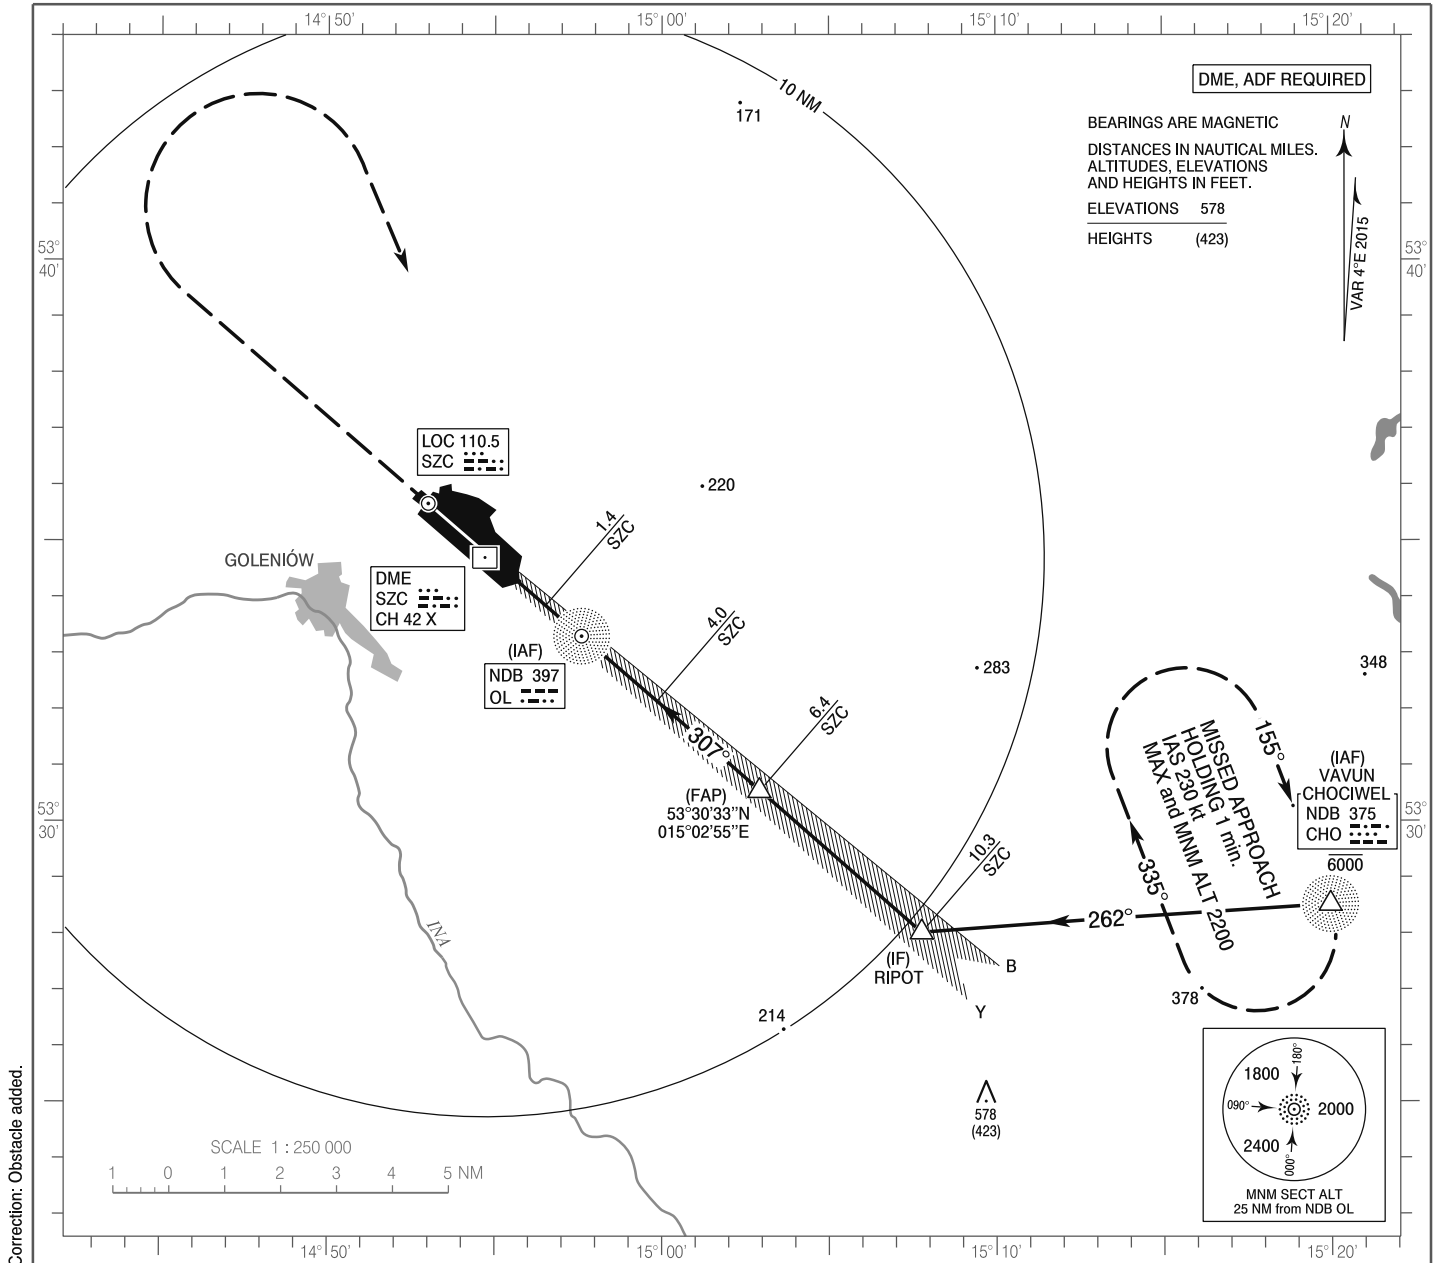 14°50'
15°00'
15°10'
15°20'
DME, ADF REQUIRED
10 NM
171
BEARINGS ARE MAGNETIC
DISTANCES IN NAUTICAL MILES.
ALTITUDES, ELEVATIONS
AND HEIGHTS IN FEET.
ELEVATIONS 578
HEIGHTS (423)
N
VAR 4°E 2015
53°
40'
53°
40'
LOC 110.5
SZC
220
1.4
SZC
GOLENIÓW
DME
SZC
CH 42 X
4.0
SZC
(IAF)
NDB 397
OL
283
348
6.4
SZC
307°
155°
MISSED APPROACH
HOLDING 1 min.
IAS 230 kt
MAX and MNM ALT 2200
335°
(IAF)
VAVUN
CHOCIWEL
NDB 375
CHO
6000
(FAP)
53°30'33"N
015°02'55"E
53°
30'
53°
30'
10.3
SZC
262°
INA
(IF)
RIPOT
B
Y
378
214
578
(423)
1800
180°
090°
2000
2400
000°
MNM SECT ALT
25 NM from NDB OL
SCALE 1 : 250 000
1 0 1 2 3 4 5 NM
Correction: Obstacle added.
14°50'
15°00'
15°10'
15°20'